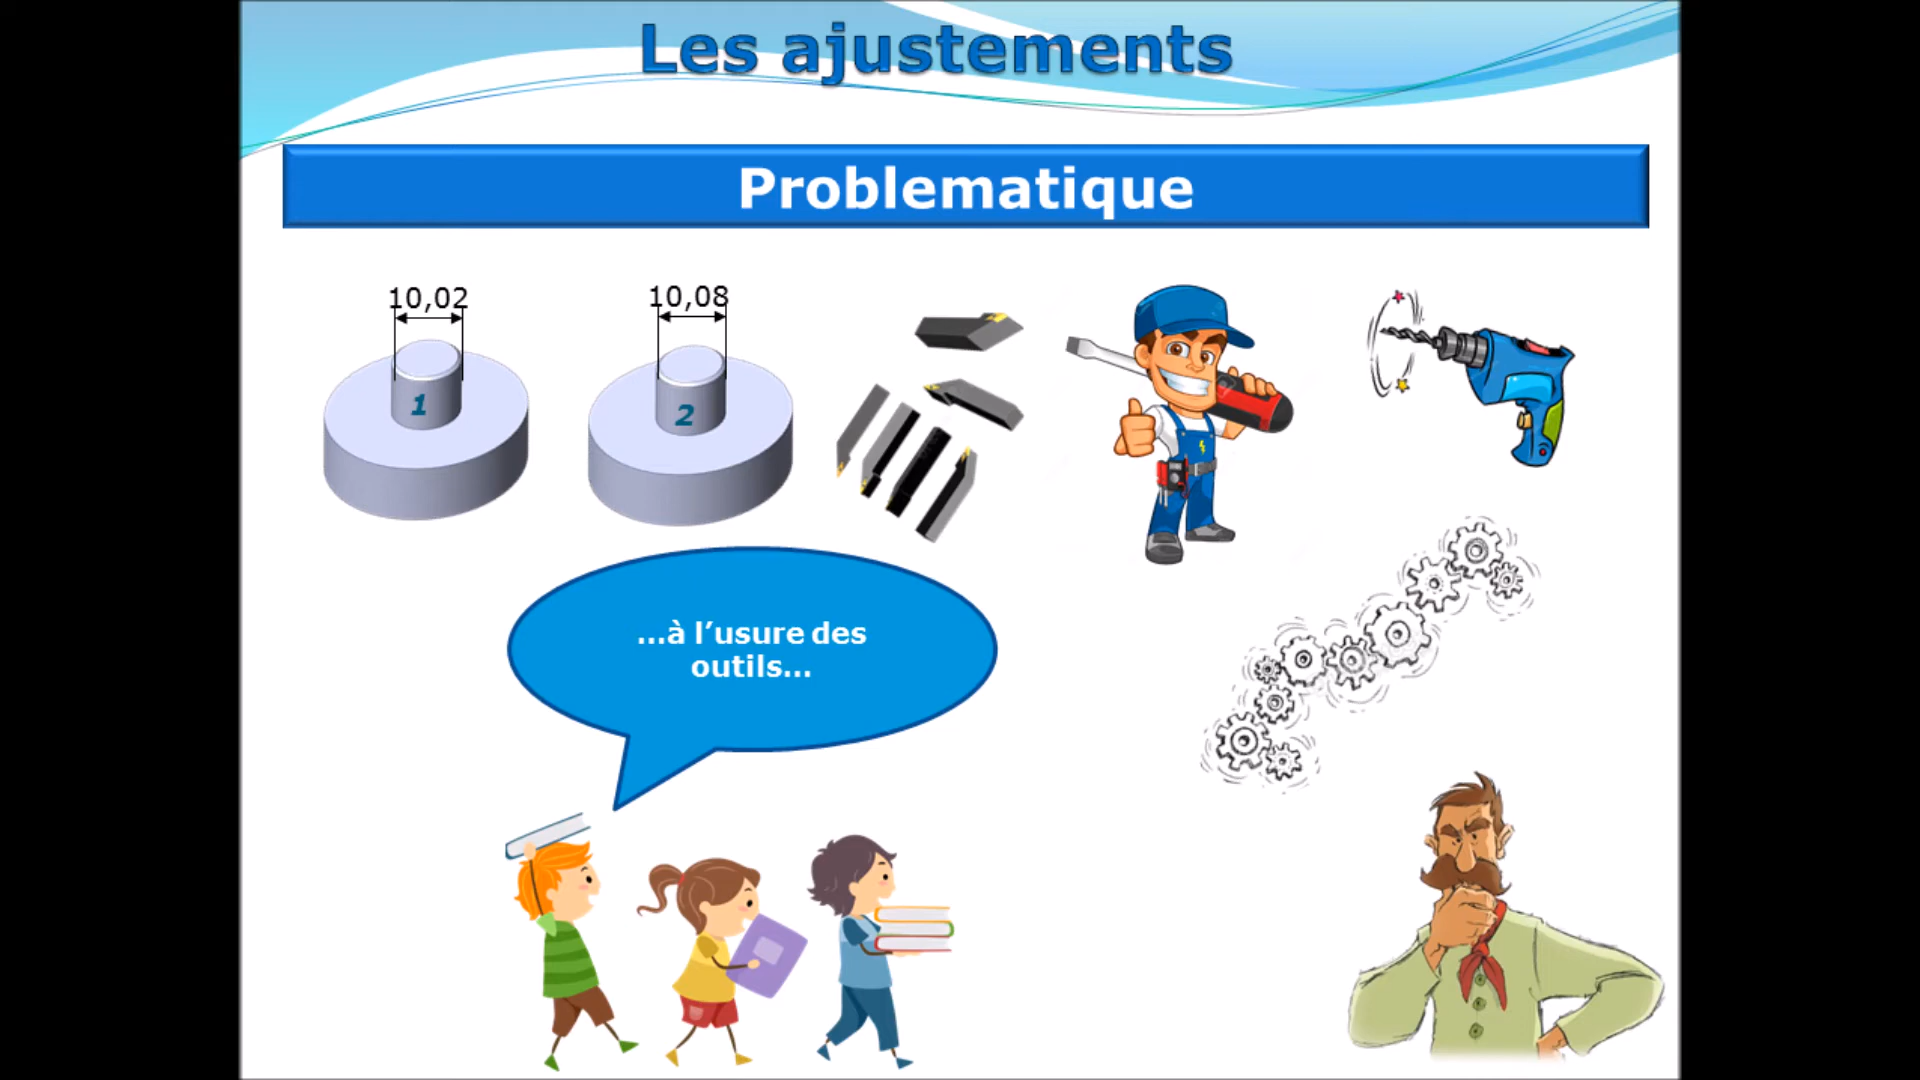 Les ajustements
Problematique
10,02
10,08
1
2
...à l’usure des
outils...